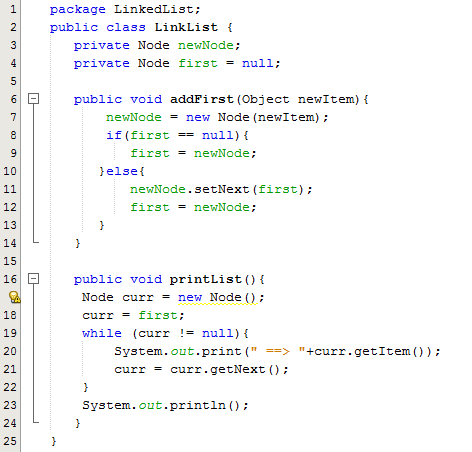 1 package LinkedList;
2 public class LinkList {
3 private Node newNode;
4 private Node first = null;
5
6 public void addFirst(Object newItem){
7 newNode = new Node(newItem);
8 if(first == null){
9 first = newNode;
10 }else{
11 newNode.setNext(first);
12 first = newNode;
13 }
14 }
15
16 public void printList(){
Node curr = new Node();
18 curr = first;
19 while (curr != null){
20 System.out.print(" ==> "+curr.getItem());
21 curr = curr.getNext();
22 }
23 System.out.println();
24 }
25 }